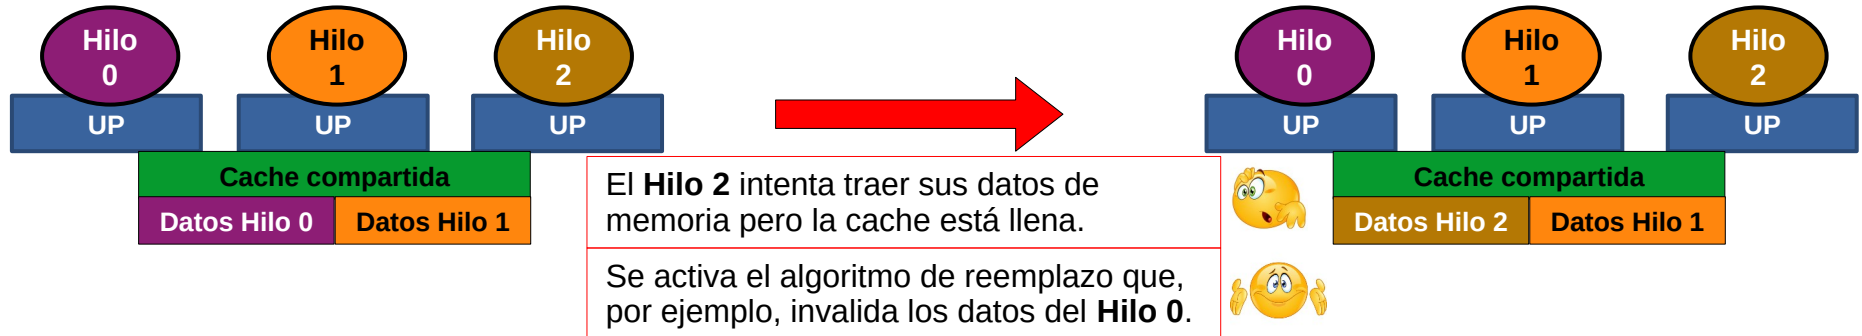 Hilo
0
Hilo
1
Hilo
2
UP
UP
UP
Cache compartida
Datos Hilo 0
Datos Hilo 1
El Hilo 2 intenta traer sus datos de
memoria pero la cache está llena.
Se activa el algoritmo de reemplazo que,
por ejemplo, invalida los datos del Hilo 0.
Hilo
0
Hilo
1
Hilo
2
UP
UP
UP
Cache compartida
Datos Hilo 2
Datos Hilo 1